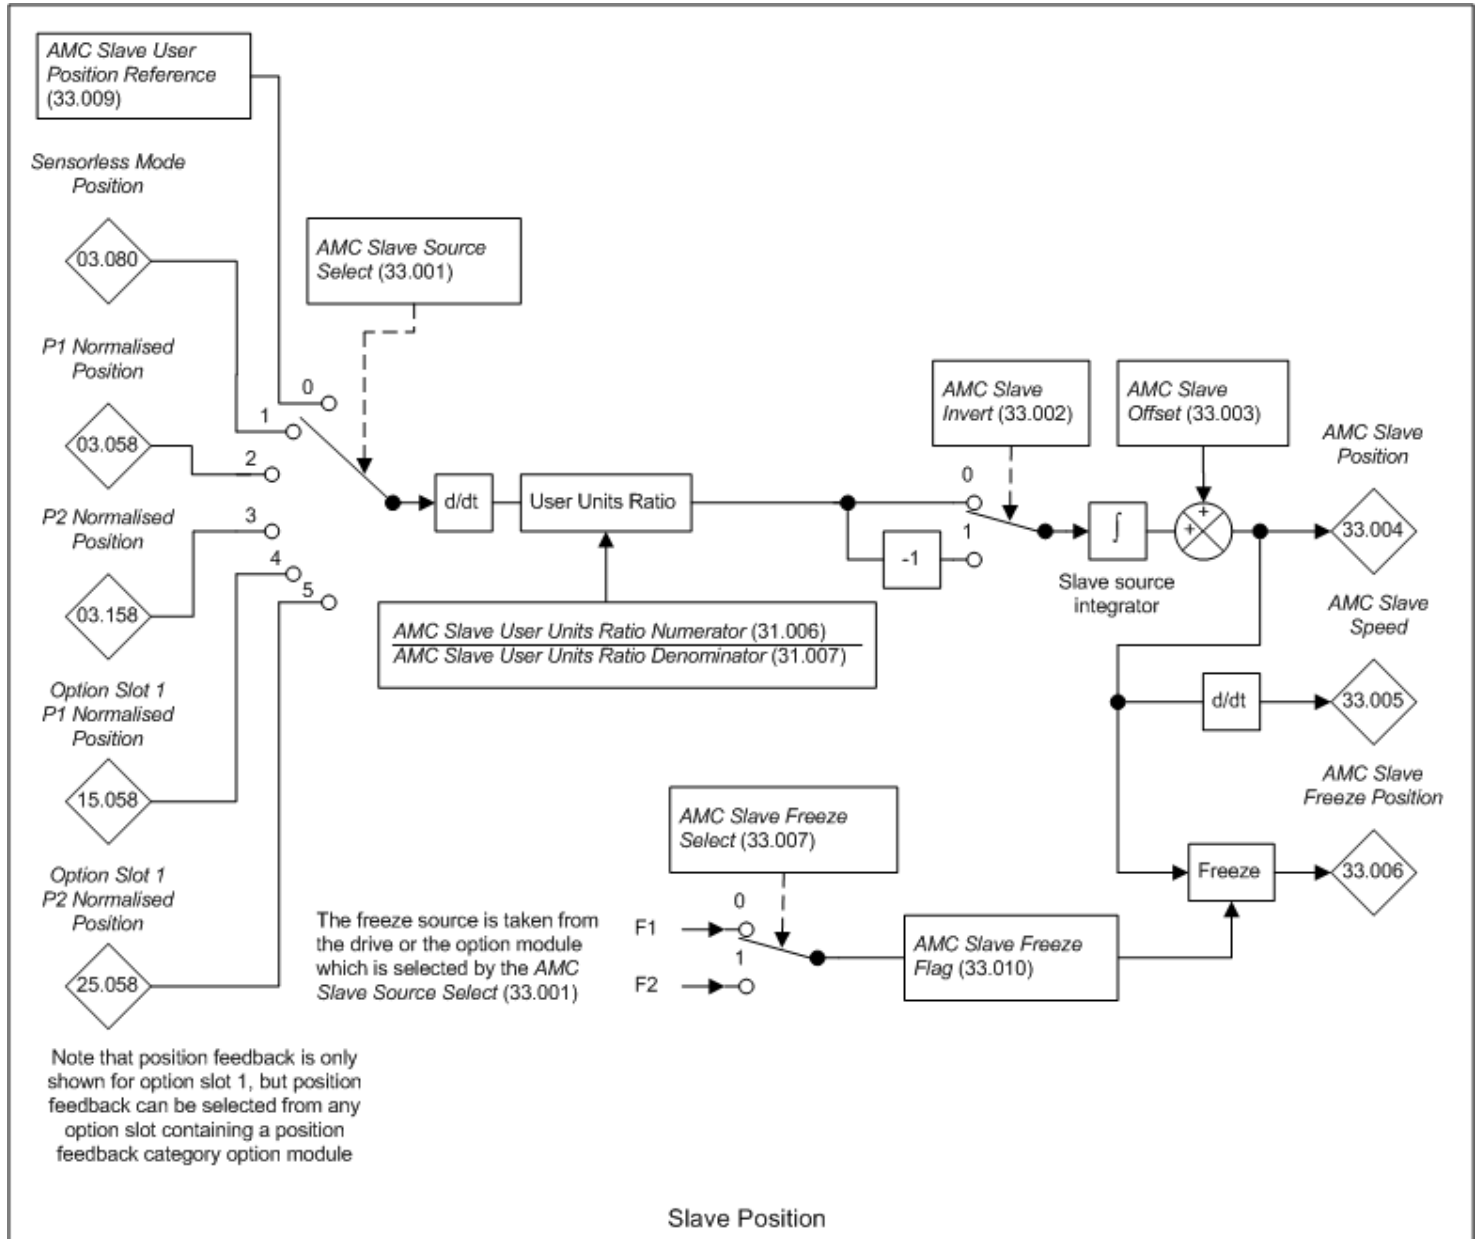 AMC Slave User
Position Reference
(33.009)
Sensorless Mode
Position
03.080
AMC Slave Source
Select (33.001)
P1 Normalised
Position
03.058
0
1
2
3
4
5
P2 Normalised
Position
03.158
d/dt
User Units Ratio
AMC Slave User Units Ratio Numerator (31.006)
AMC Slave User Units Ratio Denominator (31.007)
AMC Slave
Invert (33.002)
0
1
-1
∫
Slave source
integrator
AMC Slave
Offset (33.003)
+
+
AMC Slave
Position
33.004
AMC Slave
Speed
d/dt
33.005
AMC Slave
Freeze Position
Freeze
33.006
Option Slot 1
P1 Normalised
Position
15.058
Option Slot 1
P2 Normalised
Position
25.058
AMC Slave Freeze
Select (33.007)
The freeze source is taken from
the drive or the option module
which is selected by the AMC
Slave Source Select (33.001)
F1
0
1
F2
AMC Slave Freeze
Flag (33.010)
Note that position feedback is only
shown for option slot 1, but position
feedback can be selected from any
option slot containing a position
feedback category option module
Slave Position